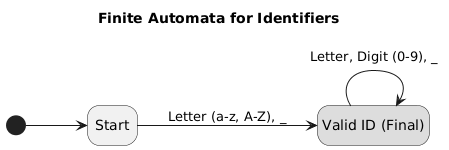 Finite Automata for Identifiers
Letter, Digit (0-9), _
Start
Letter (a-z, A-Z), _
Valid ID (Final)